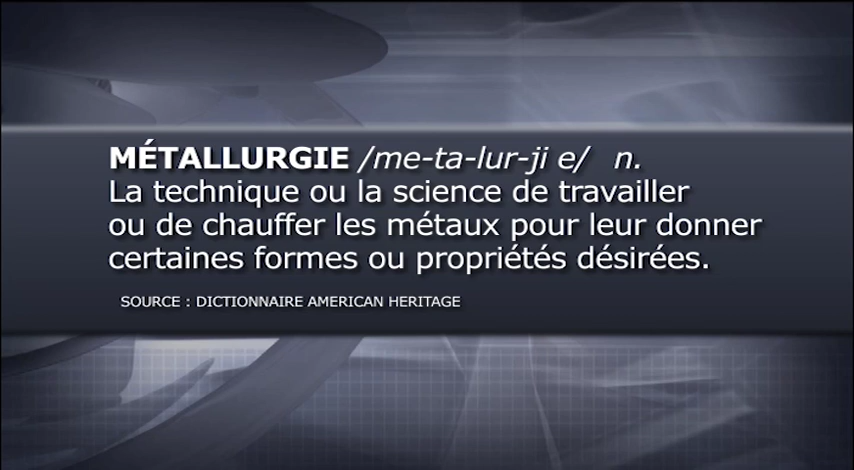 MÉTALLURGIE /me-ta-lur-ji e/ n.
La technique ou la science de travailler
ou de chauffer les métaux pour leur donner
certaines formes ou propriétés désirées.
SOURCE : DICTIONNAIRE AMERICAN HERITAGE